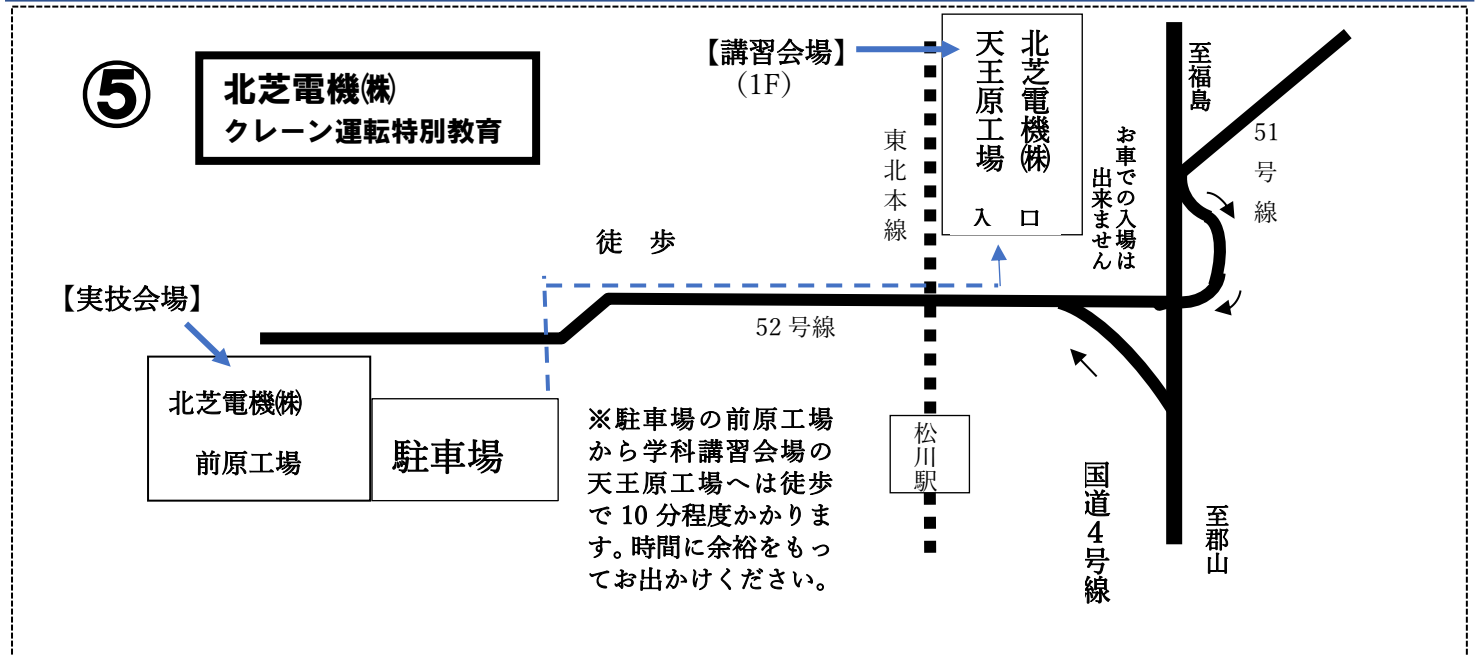 ⑤
北芝電機㈱
クレーン運転特別教育
【講習会場】
(1F)
北芝電機㈱
天王原工場
入 口
お車での入場は
出来ません
至福島
51号線
東北本線
徒 歩
【実技会場】
52 号線
北芝電機㈱
前原工場
駐車場
※駐車場の前原工場
から学科講習会場の
天王原工場へは徒歩
で 10 分程度かかりま
す。時間に余裕をもっ
てお出かけください。
松川駅
国道4号線
至郡山